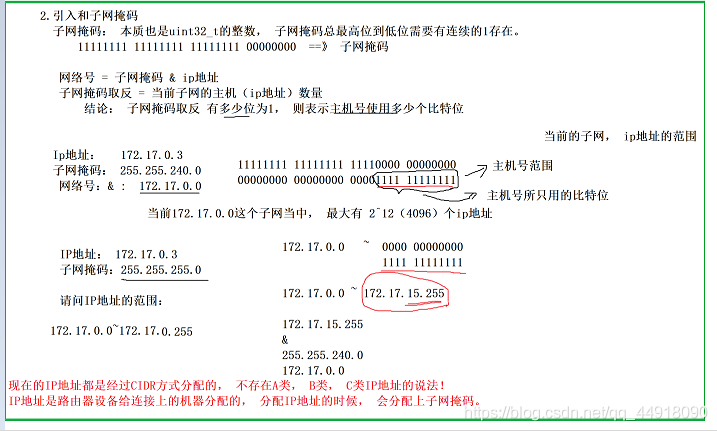 2.引入和子网掩码
子网掩码： 本质也是uint32_t的整数， 子网掩码总最高位到低位需要有连续的1存在。
11111111 11111111 11111111 00000000 ==》 子网掩码
网络号 = 子网掩码 & ip地址
子网掩码取反 = 当前子网的主机（ip地址）数量
结论： 子网掩码取反 有多少位为1， 则表示主机号使用多少个比特位
当前的子网， ip地址的范围
Ip地址： 172.17.0.3
子网掩码： 255.255.240.0
网络号：& : 172.17.0.0
11111111 11111111 11110000 00000000
00000000 00000000 00001111 11111111
主机号范围
主机号所只用的比特位
当前172.17.0.0这个子网当中， 最大有 2^12（4096）个ip地址
IP地址： 172.17.0.3
子网掩码：255.255.255.0
请问IP地址的范围：
172.17.0.0~172.17.0.255
172.17.0.0 ~ 0000 00000000
1111 11111111
172.17.0.0 ~ 172.17.15.255
172.17.15.255
&
255.255.240.0
172.17.0.0
现在的IP地址都是经过CIDR方式分配的， 不存在A类， B类， C类IP地址的说法！
IP地址是路由器设备给连接上的机器分配的， 分配IP地址的时候， 会分配上子网掩码。
https://blog.csdn.net/qq_44918090